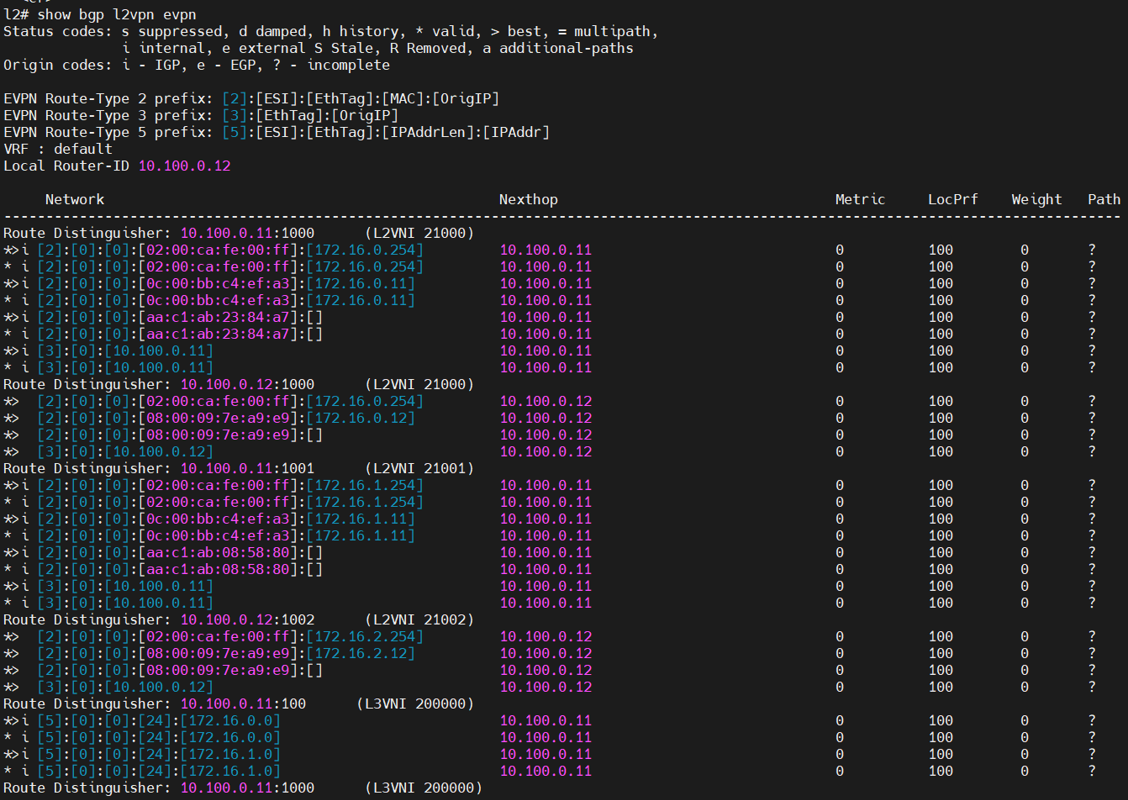 l2# show bgp l2vpn evpn
Status codes: s suppressed, d damped, h history, * valid, > best, = multipath,
              i internal, e external S Stale, R Removed, a additional-paths
Origin codes: i - IGP, e - EGP, ? - incomplete

EVPN Route-Type 2 prefix: [2]:[ESI]:[EthTag]:[MAC]:[OrigIP]
EVPN Route-Type 3 prefix: [3]:[EthTag]:[OrigIP]
EVPN Route-Type 5 prefix: [5]:[ESI]:[EthTag]:[IPAddrLen]:[IPAddr]
VRF : default
Local Router-ID 10.100.0.12

     Network                                               Nexthop                                 Metric     LocPrf    Weight   Path
--------------------------------------------------------------------------------------------------------------------------------------
Route Distinguisher: 10.100.0.11:1000      (L2VNI 21000)
*>i [2]:[0]:[0]:[02:00:ca:fe:00:ff]:[172.16.0.254]         10.100.0.11                             0          100        0       ?
* i [2]:[0]:[0]:[02:00:ca:fe:00:ff]:[172.16.0.254]         10.100.0.11                             0          100        0       ?
*>i [2]:[0]:[0]:[0c:00:bb:c4:ef:a3]:[172.16.0.11]          10.100.0.11                             0          100        0       ?
* i [2]:[0]:[0]:[0c:00:bb:c4:ef:a3]:[172.16.0.11]          10.100.0.11                             0          100        0       ?
*>i [2]:[0]:[0]:[aa:c1:ab:23:84:a7]:[]                     10.100.0.11                             0          100        0       ?
* i [2]:[0]:[0]:[aa:c1:ab:23:84:a7]:[]                     10.100.0.11                             0          100        0       ?
*>i [3]:[0]:[10.100.0.11]                                  10.100.0.11                             0          100        0       ?
* i [3]:[0]:[10.100.0.11]                                  10.100.0.11                             0          100        0       ?
Route Distinguisher: 10.100.0.12:1000      (L2VNI 21000)
*>  [2]:[0]:[0]:[02:00:ca:fe:00:ff]:[172.16.0.254]         10.100.0.12                             0          100        0       ?
*>  [2]:[0]:[0]:[08:00:09:7e:a9:e9]:[172.16.0.12]          10.100.0.12                             0          100        0       ?
*>  [2]:[0]:[0]:[08:00:09:7e:a9:e9]:[]                     10.100.0.12                             0          100        0       ?
*>  [3]:[0]:[10.100.0.12]                                  10.100.0.12                             0          100        0       ?
Route Distinguisher: 10.100.0.11:1001      (L2VNI 21001)
*>i [2]:[0]:[0]:[02:00:ca:fe:00:ff]:[172.16.1.254]         10.100.0.11                             0          100        0       ?
* i [2]:[0]:[0]:[02:00:ca:fe:00:ff]:[172.16.1.254]         10.100.0.11                             0          100        0       ?
*>i [2]:[0]:[0]:[0c:00:bb:c4:ef:a3]:[172.16.1.11]          10.100.0.11                             0          100        0       ?
* i [2]:[0]:[0]:[0c:00:bb:c4:ef:a3]:[172.16.1.11]          10.100.0.11                             0          100        0       ?
*>i [2]:[0]:[0]:[aa:c1:ab:08:58:80]:[]                     10.100.0.11                             0          100        0       ?
* i [2]:[0]:[0]:[aa:c1:ab:08:58:80]:[]                     10.100.0.11                             0          100        0       ?
*>i [3]:[0]:[10.100.0.11]                                  10.100.0.11                             0          100        0       ?
* i [3]:[0]:[10.100.0.11]                                  10.100.0.11                             0          100        0       ?
Route Distinguisher: 10.100.0.12:1002      (L2VNI 21002)
*>  [2]:[0]:[0]:[02:00:ca:fe:00:ff]:[172.16.2.254]         10.100.0.12                             0          100        0       ?
*>  [2]:[0]:[0]:[08:00:09:7e:a9:e9]:[172.16.2.12]          10.100.0.12                             0          100        0       ?
*>  [2]:[0]:[0]:[08:00:09:7e:a9:e9]:[]                     10.100.0.12                             0          100        0       ?
*>  [3]:[0]:[10.100.0.12]                                  10.100.0.12                             0          100        0       ?
Route Distinguisher: 10.100.0.11:100      (L3VNI 200000)
*>i [5]:[0]:[0]:[24]:[172.16.0.0]                          10.100.0.11                             0          100        0       ?
* i [5]:[0]:[0]:[24]:[172.16.0.0]                          10.100.0.11                             0          100        0       ?
*>i [5]:[0]:[0]:[24]:[172.16.1.0]                          10.100.0.11                             0          100        0       ?
* i [5]:[0]:[0]:[24]:[172.16.1.0]                          10.100.0.11                             0          100        0       ?
Route Distinguisher: 10.100.0.11:1000      (L3VNI 200000)